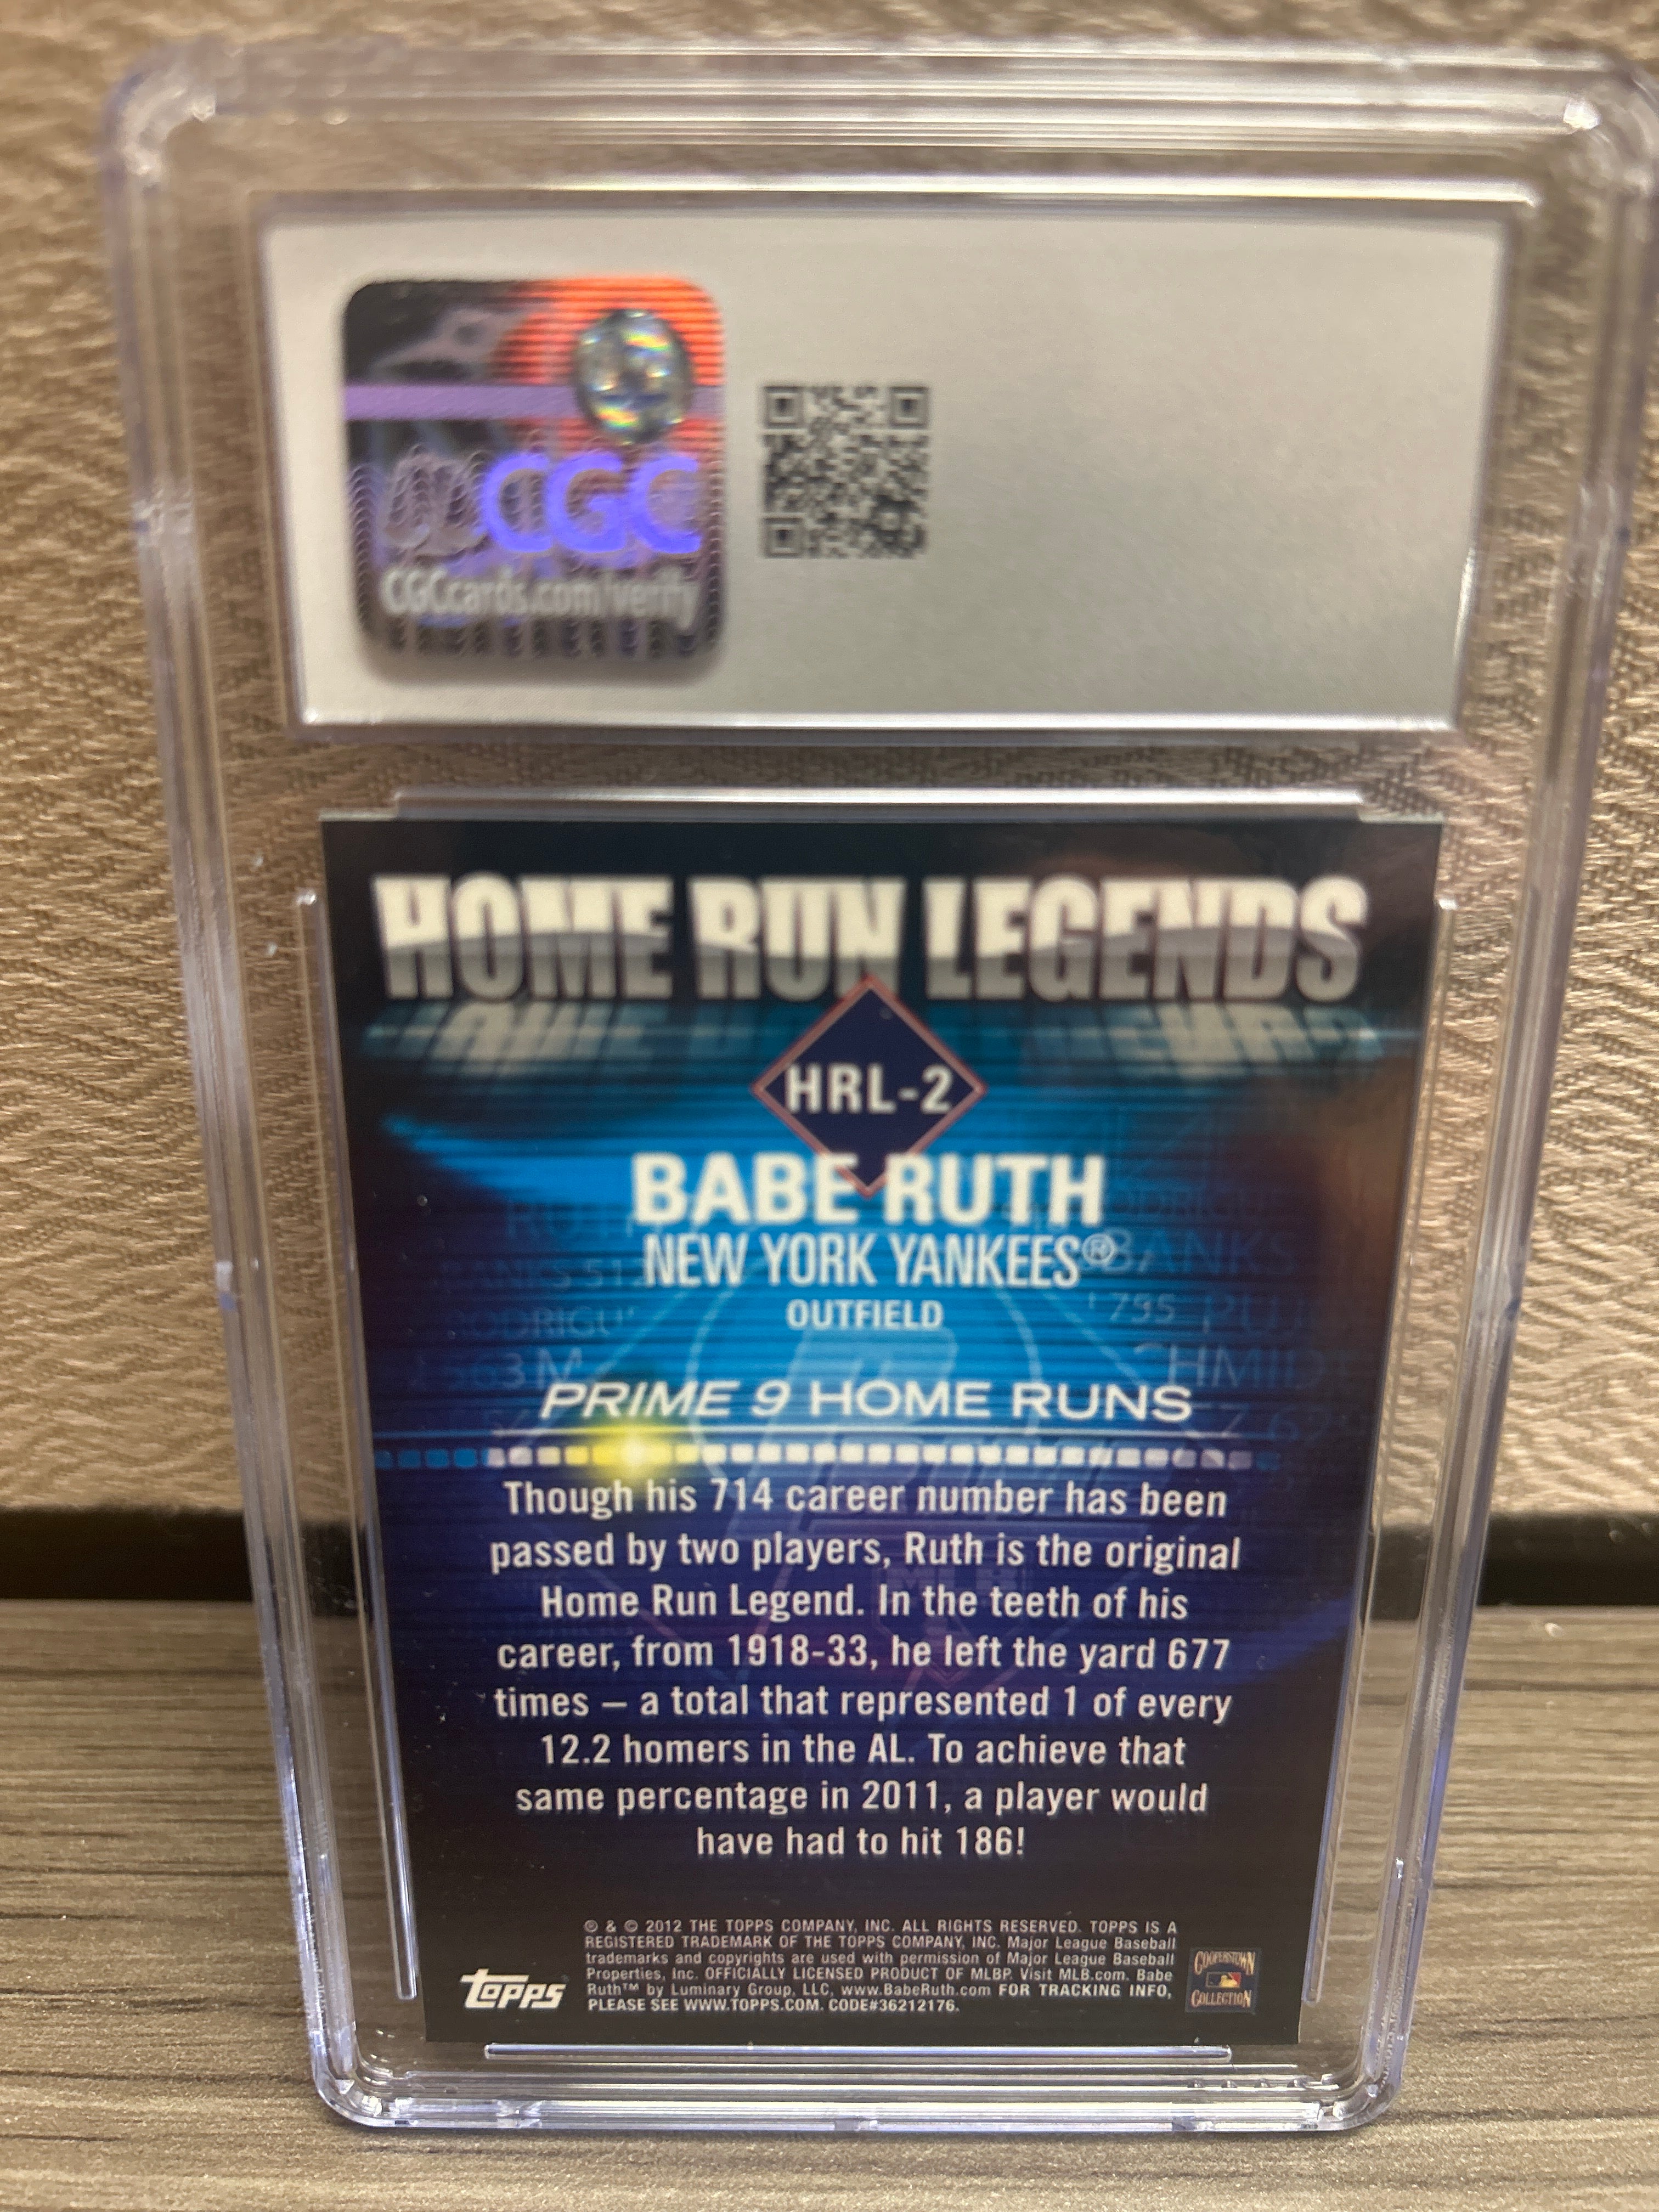 CGC
CGCcards.com/verify
HOME RUN LEGENDS
HRL-2
BABE RUTH
NEW YORK YANKEES®
OUTFIELD
PRIME 9 HOME RUNS
Though his 714 career number has been
passed by two players, Ruth is the original
Home Run Legend. In the teeth of his
career, from 1918-33, he left the yard 677
times – a total that represented 1 of every
12.2 homers in the AL. To achieve that
same percentage in 2011, a player would
have had to hit 186!
topps
® & © 2012 THE TOPPS COMPANY, INC. ALL RIGHTS RESERVED. TOPPS IS A
REGISTERED TRADEMARK OF THE TOPPS COMPANY, INC. Major League Baseball
trademarks and copyrights are used with permission of Major League Baseball
Properties, Inc. OFFICIALLY LICENSED PRODUCT OF MLBP. Visit MLB.com. Babe
Ruth™ by Luminary Group, LLC, www.BabeRuth.com FOR TRACKING INFO,
PLEASE SEE WWW.TOPPS.COM. CODE#36212176.
COOPERSTOWN
COLLECTION